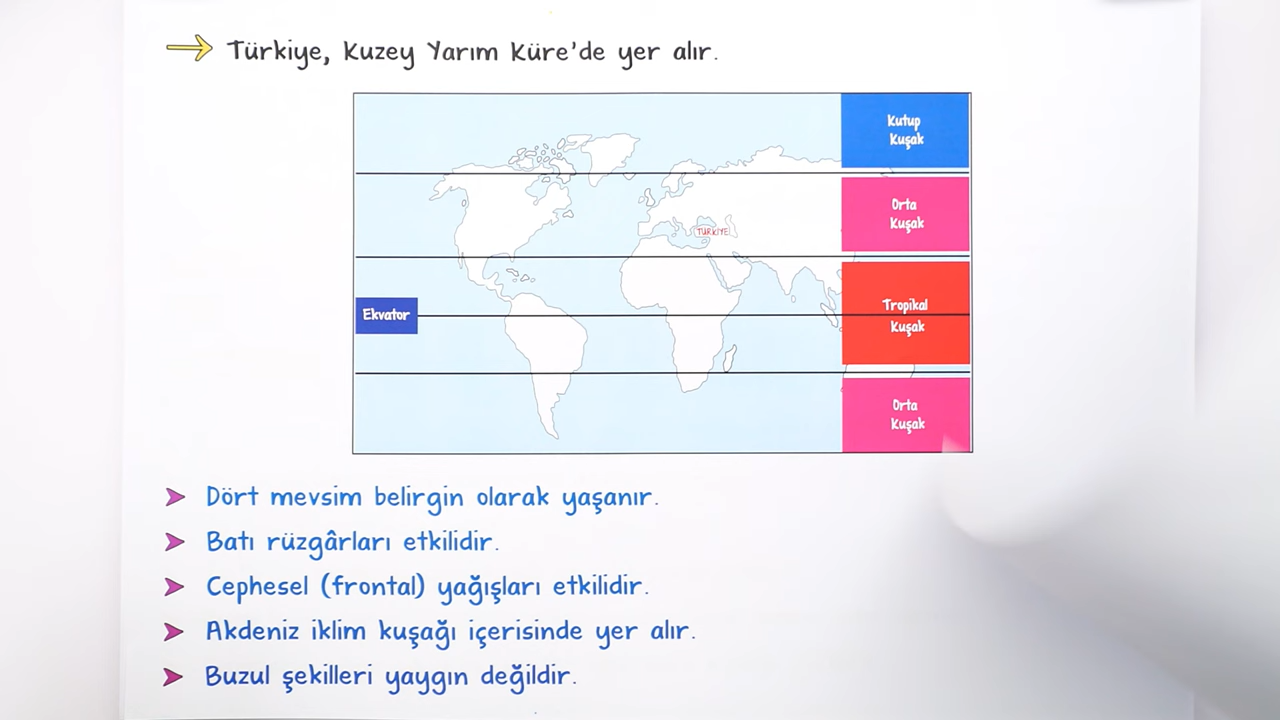 Türkiye, Kuzey Yarım Küre'de yer alır.
Kutup
Kuşak
Orta
Kuşak
TÜRKİYE
Ekvator
Tropikal
Kuşak
Orta
Kuşak
Dört mevsim belirgin olarak yaşanır.
Batı rüzgârları etkilidir.
Cephesel (frontal) yağışları etkilidir.
Akdeniz iklim kuşağı içerisinde yer alır.
Buzul şekilleri yaygın değildir.